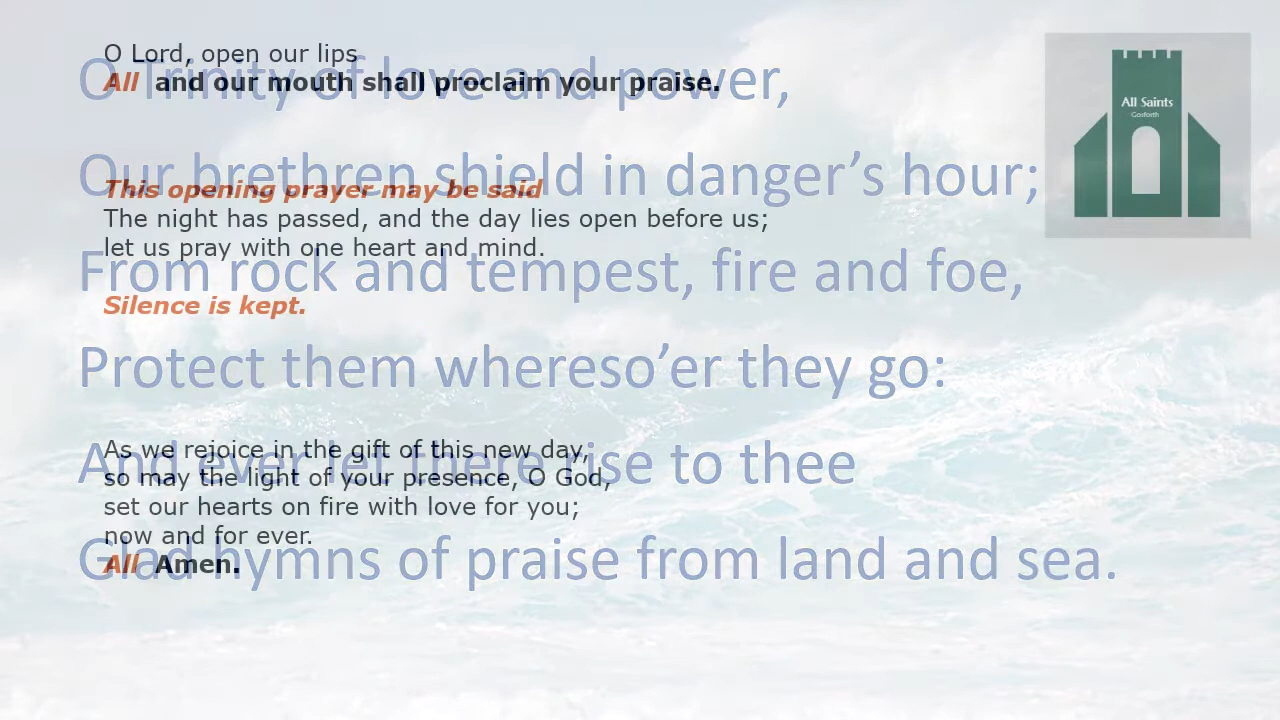 O Lord, open our lips
All and our mouth shall proclaim your praise.
This opening prayer may be said
The night has passed, and the day lies open before us;
let us pray with one heart and mind.
Silence is kept.
As we rejoice in the gift of this new day,
so may the light of your presence, O God,
set our hearts on fire with love for you;
now and for ever.
All Amen.
O Trinity of love and power,
Our brethren shield in danger’s hour;
From rock and tempest, fire and foe,
Protect them whereso’er they go:
And ever let there rise to thee
Glad hymns of praise from land and sea.
All Saints
Gosforth